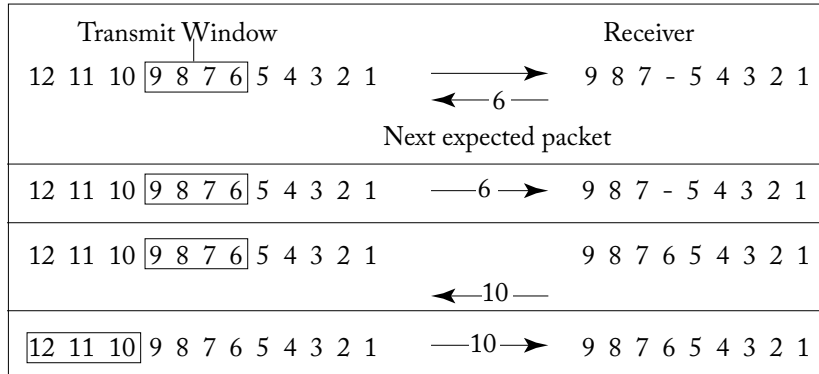 Transmit Window Receiver
12 11 10 9 8 7 6 5 4 3 2 1 9 8 7 - 5 4 3 2 1
6
Next expected packet
12 11 10 9 8 7 6 5 4 3 2 1 6 9 8 7 - 5 4 3 2 1
12 11 10 9 8 7 6 5 4 3 2 1 9 8 7 6 5 4 3 2 1
10
12 11 10 9 8 7 6 5 4 3 2 1 10 9 8 7 6 5 4 3 2 1